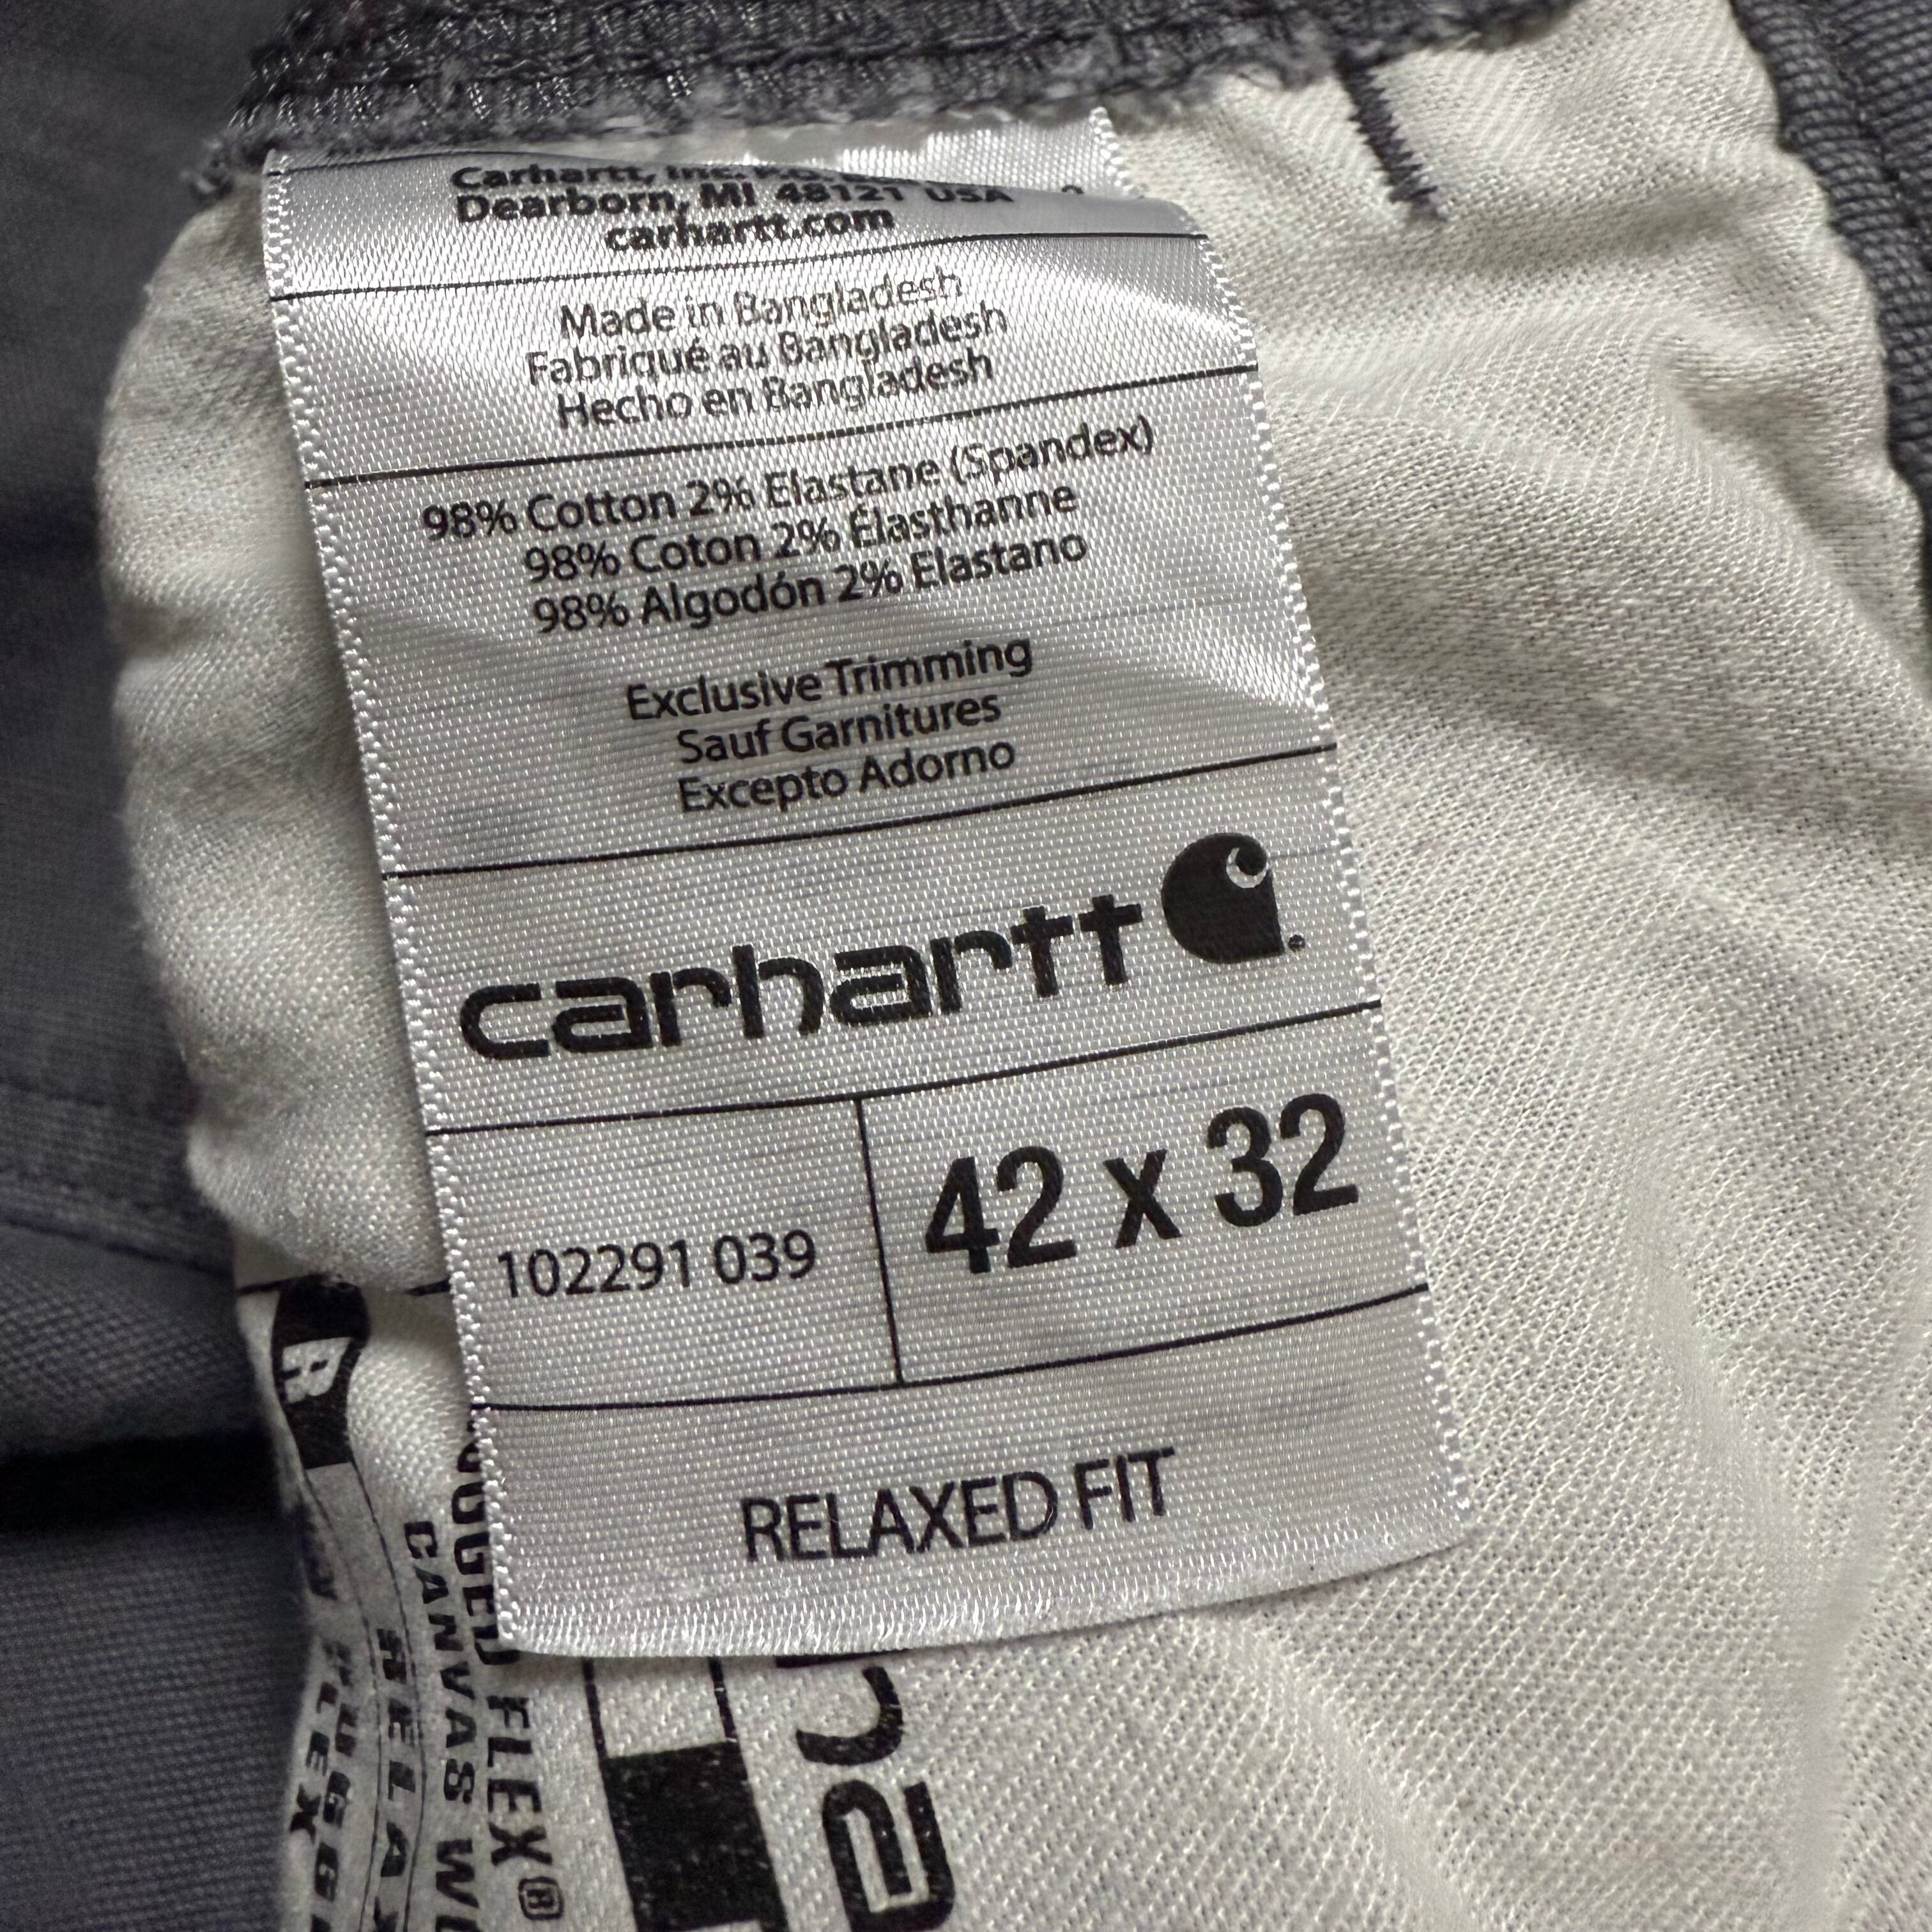 Carhartt, Inc.
Dearborn, MI 48121 USA
carhartt.com
Made in Bangladesh
Fabriqué au Bangladesh
Hecho en Bangladesh
98% Cotton 2% Elastane (Spandex)
98% Coton 2% Élasthanne
98% Algodón 2% Elastano
Exclusive Trimming
Sauf Garnitures
Excepto Adorno
carhartt
102291 039
42 x 32
RELAXED FIT
FLEX®
CANVAS
RELAX
FLEX